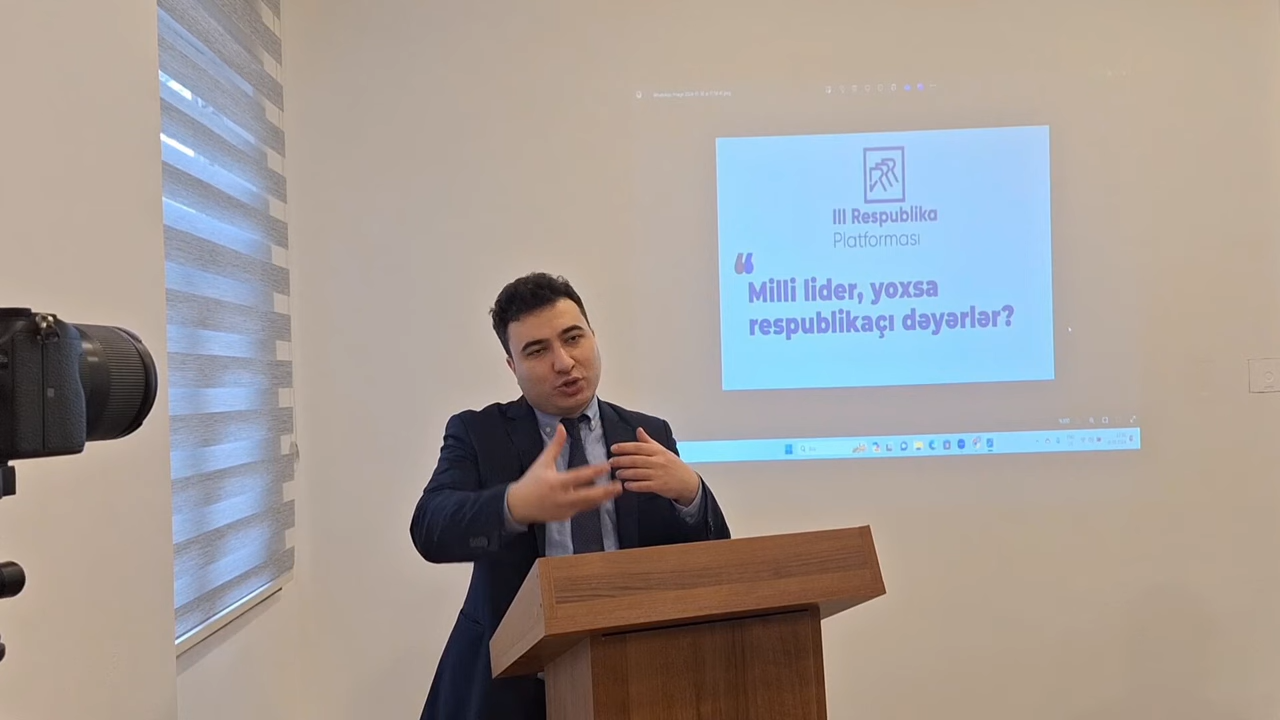 III Respublika
Platforması
“
Milli lider, yoxsa
respublikaçı dəyərlər?